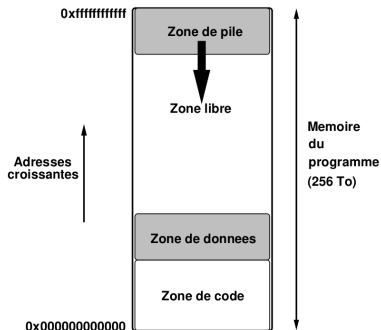 0xffffffffffff
Zone de pile
Zone libre
Adresses
croissantes
Memoire
du
programme
(256 To)
Zone de donnees
Zone de code
0x000000000000